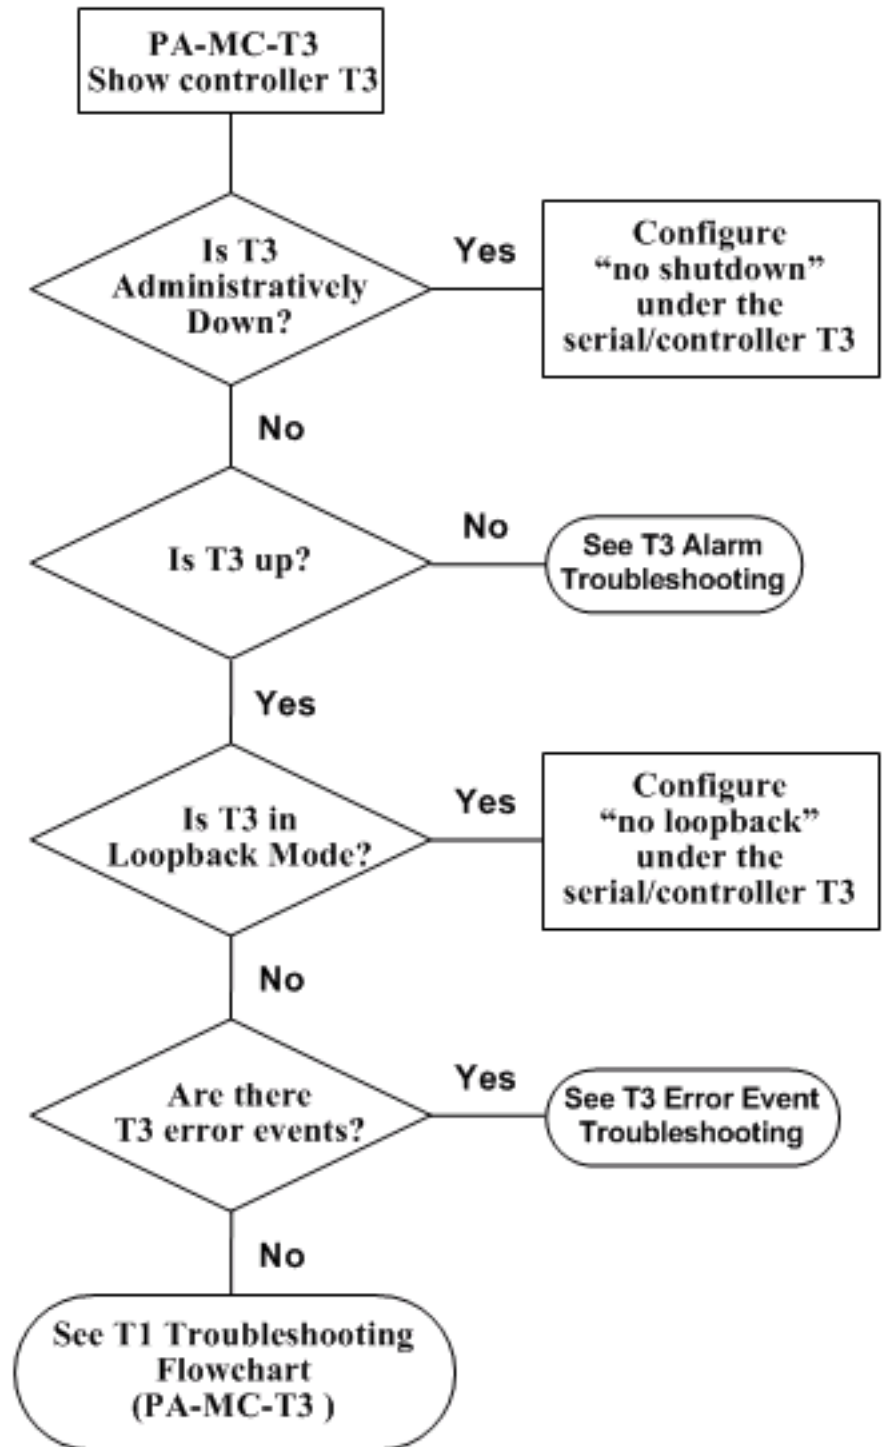 PA-MC-T3
Show controller T3
Is T3
Administratively
Down?
Yes
Configure
“no shutdown”
under the
serial/controller T3
No
Is T3 up?
No
See T3 Alarm
Troubleshooting
Yes
Is T3 in
Loopback Mode?
Yes
Configure
“no loopback”
under the
serial/controller T3
No
Are there
T3 error events?
Yes
See T3 Error Event
Troubleshooting
No
See T1 Troubleshooting
Flowchart
(PA-MC-T3 )